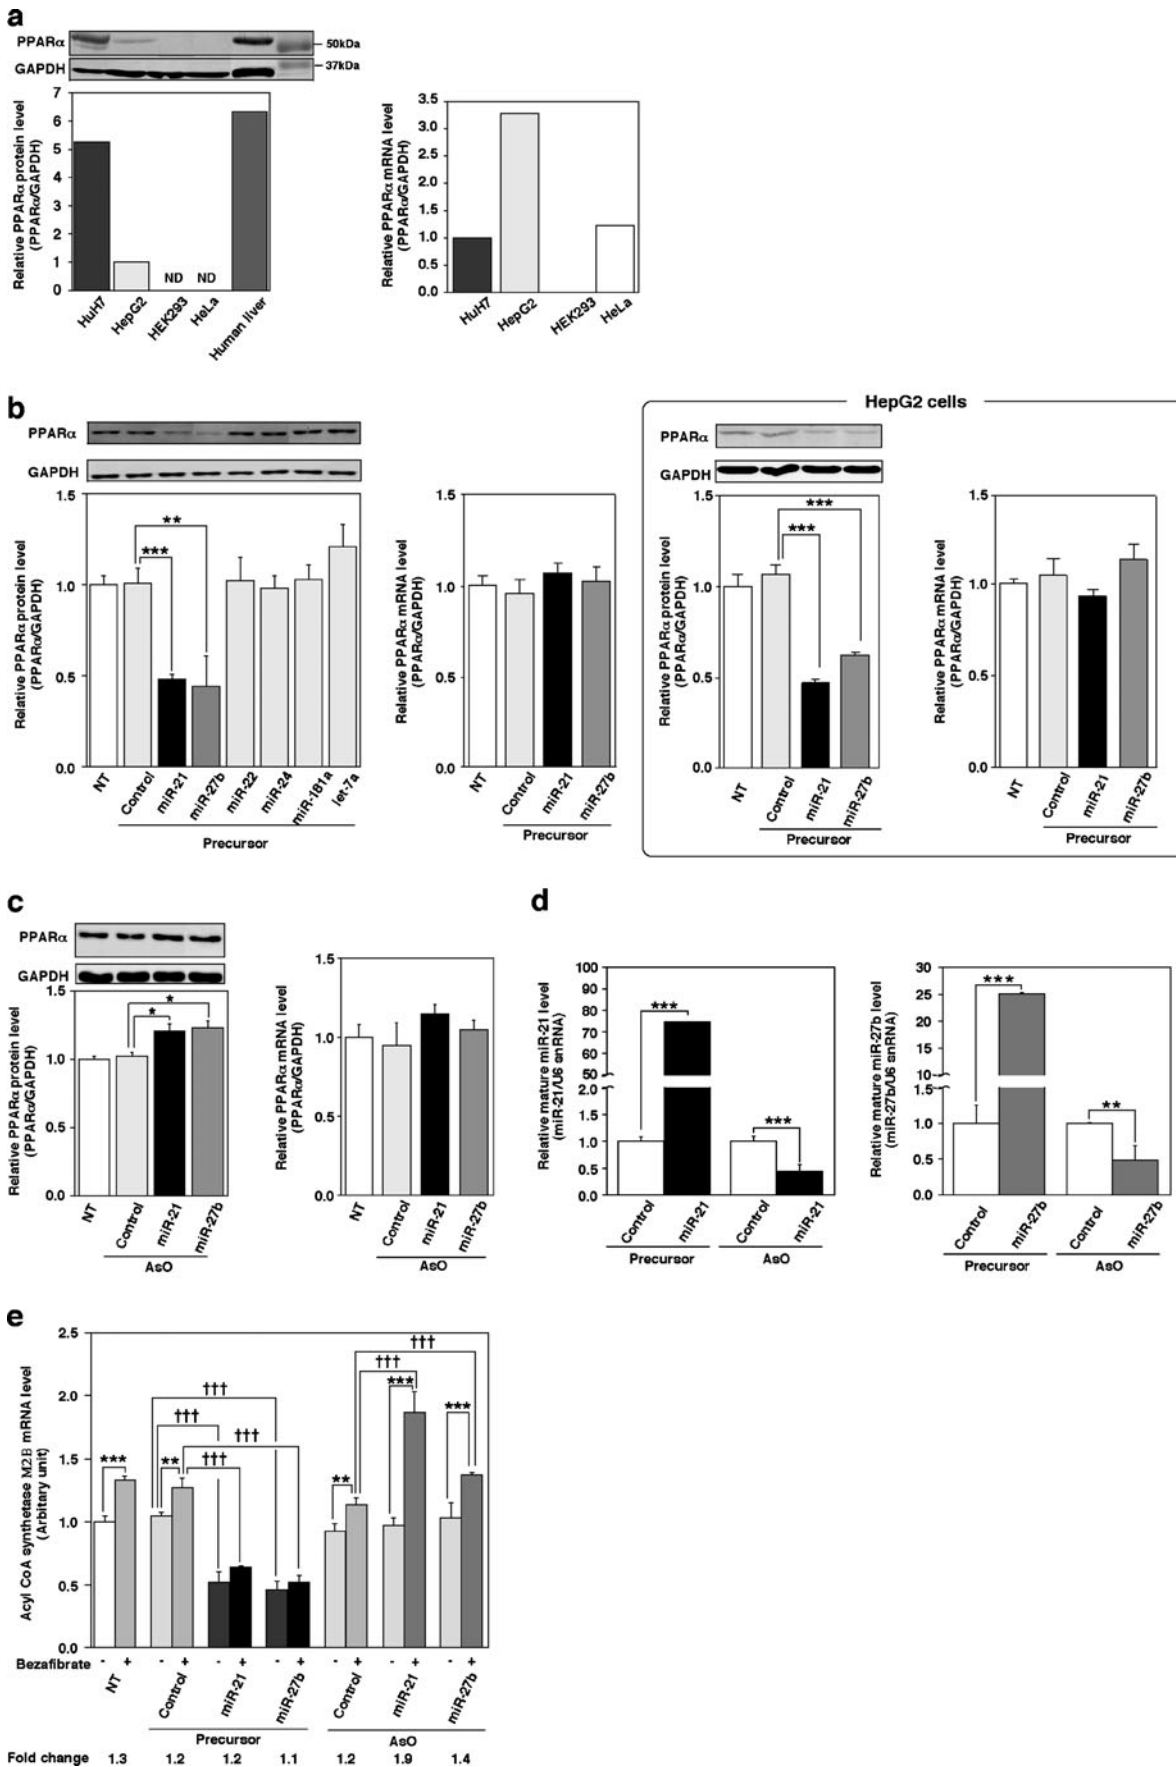 a
PPARα
50kDa
GAPDH
37kDa
Relative PPARα protein level
(PPARα/GAPDH)
7
6
5
4
3
2
1
0
ND ND
HuH7
HepG2
HEK293
HeLa
Human liver
Relative PPARα mRNA level
(PPARα/GAPDH)
3.5
3.0
2.5
2.0
1.5
1.0
0.5
0.0
HuH7
HepG2
HEK293
HeLa
b
PPARα
GAPDH
Relative PPARα protein level
(PPARα/GAPDH)
1.5
1.0
0.5
0.0
**
***
NT
Control
miR-21
miR-27b
miR-22
miR-24
miR-181a
let-7a
Precursor
Relative PPARα mRNA level
(PPARα/GAPDH)
1.5
1.0
0.5
0.0
NT
Control
miR-21
miR-27b
Precursor
HepG2 cells
PPARα
GAPDH
Relative PPARα protein level
(PPARα/GAPDH)
1.5
1.0
0.5
0.0
***
***
NT
Control
miR-21
miR-27b
Precursor
Relative PPARα mRNA level
(PPARα/GAPDH)
1.5
1.0
0.5
0.0
NT
Control
miR-21
miR-27b
Precursor
c
PPARα
GAPDH
Relative PPARα protein level
(PPARα/GAPDH)
1.5
1.0
0.5
0.0
*
*
NT
Control
miR-21
miR-27b
AsO
Relative PPARα mRNA level
(PPARα/GAPDH)
1.5
1.0
0.5
0.0
NT
Control
miR-21
miR-27b
AsO
d
Relative mature miR-21 level
(miR-21/U6 snRNA)
100
90
80
70
60
50
2.0
1.5
1.0
0.5
0.0
***
***
Control
miR-21
Control
miR-21
Precursor
AsO
Relative mature miR-27b level
(miR-27b/U6 snRNA)
30
25
20
15
10
1.5
1.0
0.5
0.0
***
**
Control
miR-27b
Control
miR-27b
Precursor
AsO
e
Acyl CoA synthetase M2B mRNA level
(Arbitary unit)
2.5
2.0
1.5
1.0
0.5
0.0
†††
†††
***
†††
***
†††
†††
†††
***
**
**
Bezafibrate - + - + - + - + - + - + - +
NT
Control
miR-21
miR-27b
Control
miR-21
miR-27b
Precursor
AsO
Fold change 1.3 1.2 1.2 1.1 1.2 1.9 1.4